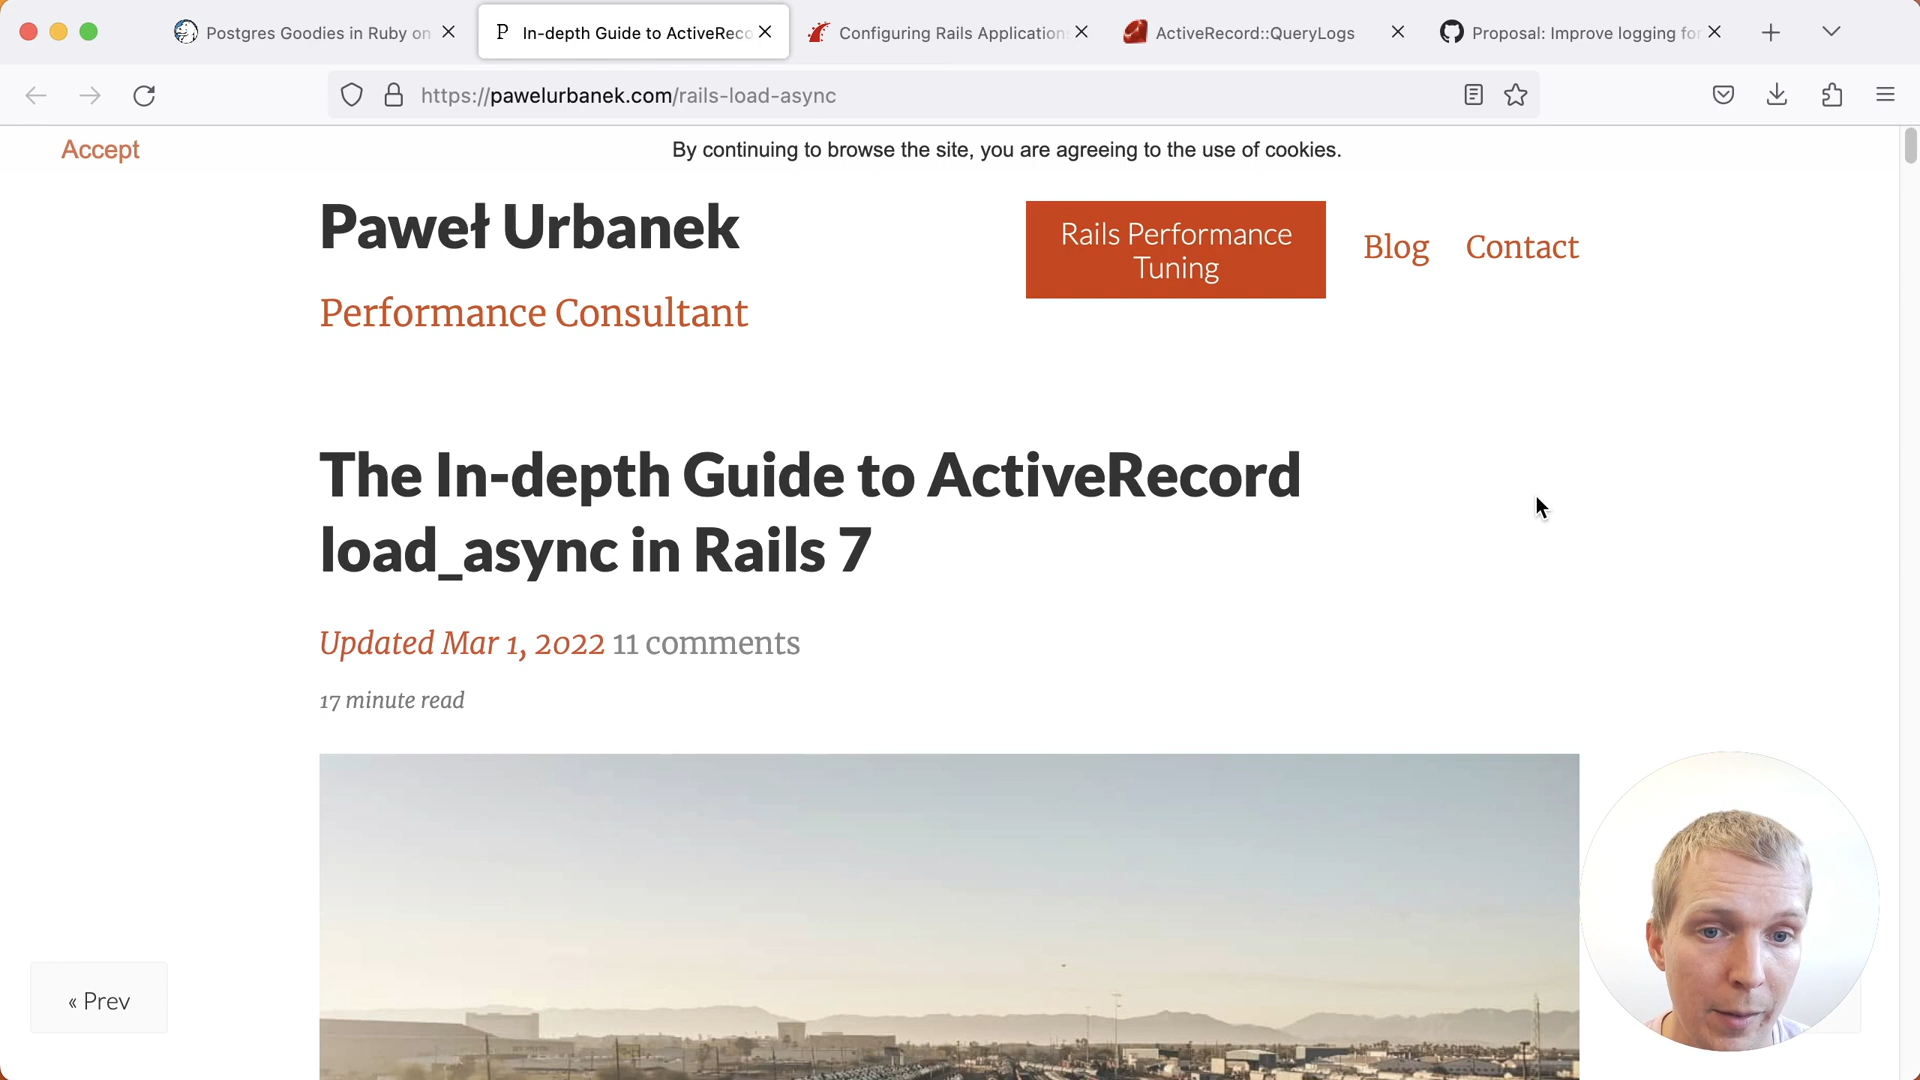 Postgres Goodies in Ruby on
In-depth Guide to ActiveReco
Configuring Rails Application
ActiveRecord::QueryLogs
Proposal: Improve logging for
https://pawelurbanek.com/rails-load-async
Accept
By continuing to browse the site, you are agreeing to the use of cookies.
Paweł Urbanek
Performance Consultant
Rails Performance
Tuning
Blog
Contact
The In-depth Guide to ActiveRecord
load_async in Rails 7
Updated Mar 1, 2022 11 comments
17 minute read
« Prev